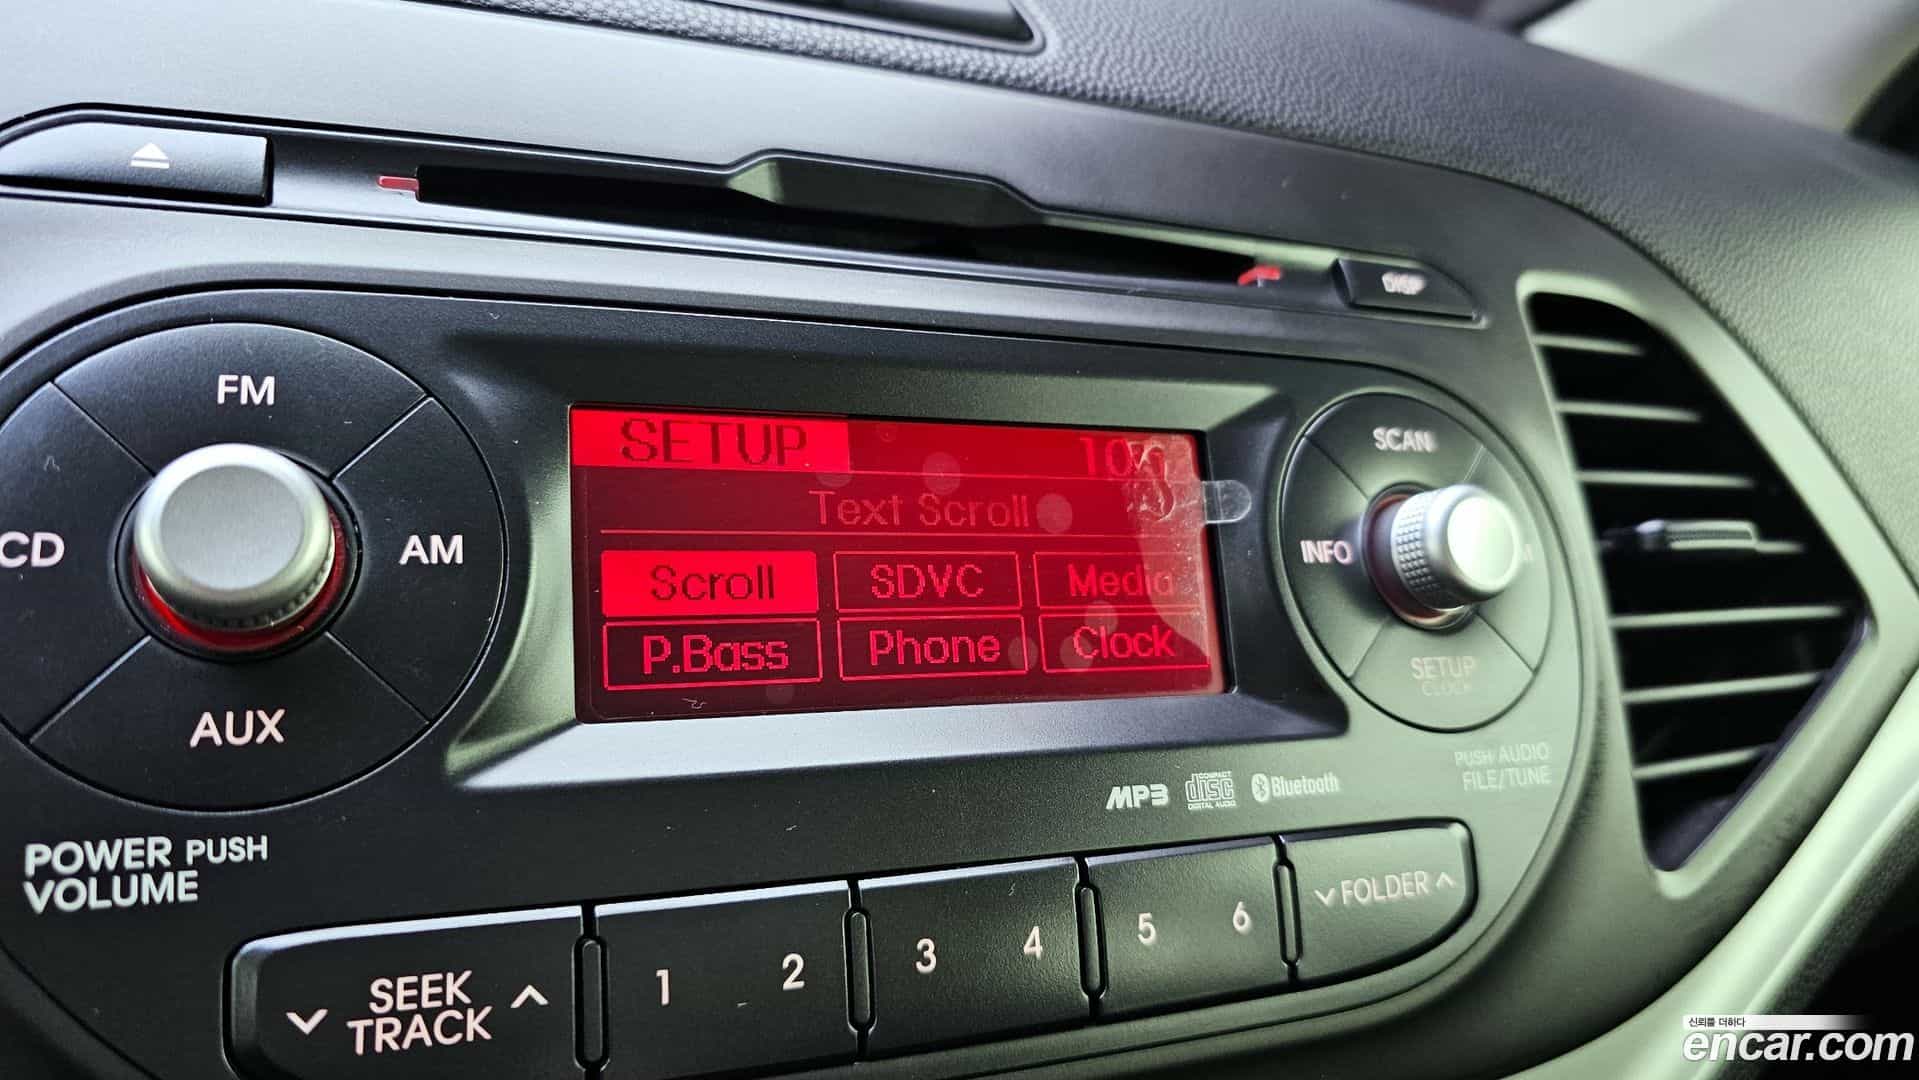 DISP
FM
CD
AM
AUX
POWER PUSH
VOLUME
SETUP
Text Scroll
Scroll SDVC Media
P.Bass Phone Clock
SCAN
INFO
SETUP
CLOCK
PUSH AUDIO
FILE/TUNE
MP3 COMPACT disc DIGITAL AUDIO Bluetooth
SEEK
TRACK
1 2 3 4 5 6
FOLDER
신뢰를 더하다
encar.com